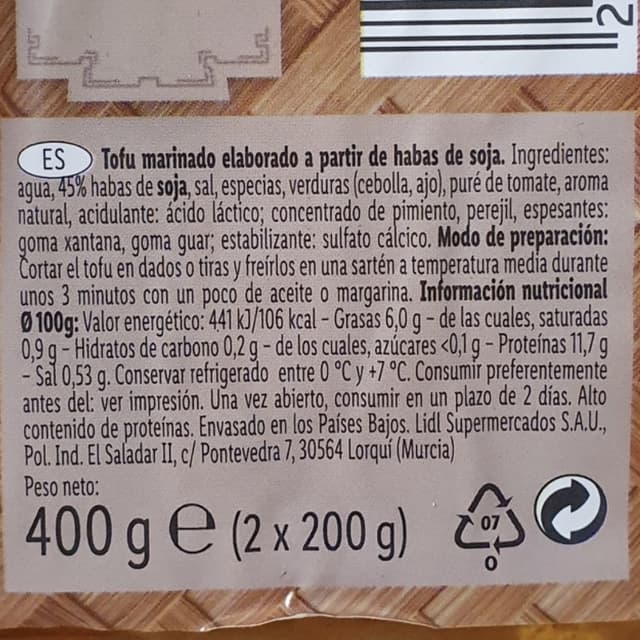 2
ES Tofu marinado elaborado a partir de habas de soja. Ingredientes:
agua, 45% habas de soja, sal, especias, verduras (cebolla, ajo), puré de tomate, aroma
natural, acidulante: ácido láctico; concentrado de pimiento, perejil, espesantes:
goma xantana, goma guar; estabilizante: sulfato cálcico. Modo de preparación:
Cortar el tofu en dados o tiras y freírlos en una sartén a temperatura media durante
unos 3 minutos con un poco de aceite o margarina. Información nutricional
Ø 100g: Valor energético: 441 kJ/106 kcal – Grasas 6,0 g – de las cuales, saturadas
0,9 g – Hidratos de carbono 0,2 g – de los cuales, azúcares <0,1 g – Proteínas 11,7 g
– Sal 0,53 g. Conservar refrigerado entre 0 °C y +7 °C. Consumir preferentemente
antes del: ver impresión. Una vez abierto, consumir en un plazo de 2 días. Alto
contenido de proteínas. Envasado en los Países Bajos. Lidl Supermercados S.A.U.,
Pol. Ind. El Saladar II, c/ Pontevedra 7, 30564 Lorquí (Murcia)
Peso neto:
400 g e (2 x 200 g)
07
O